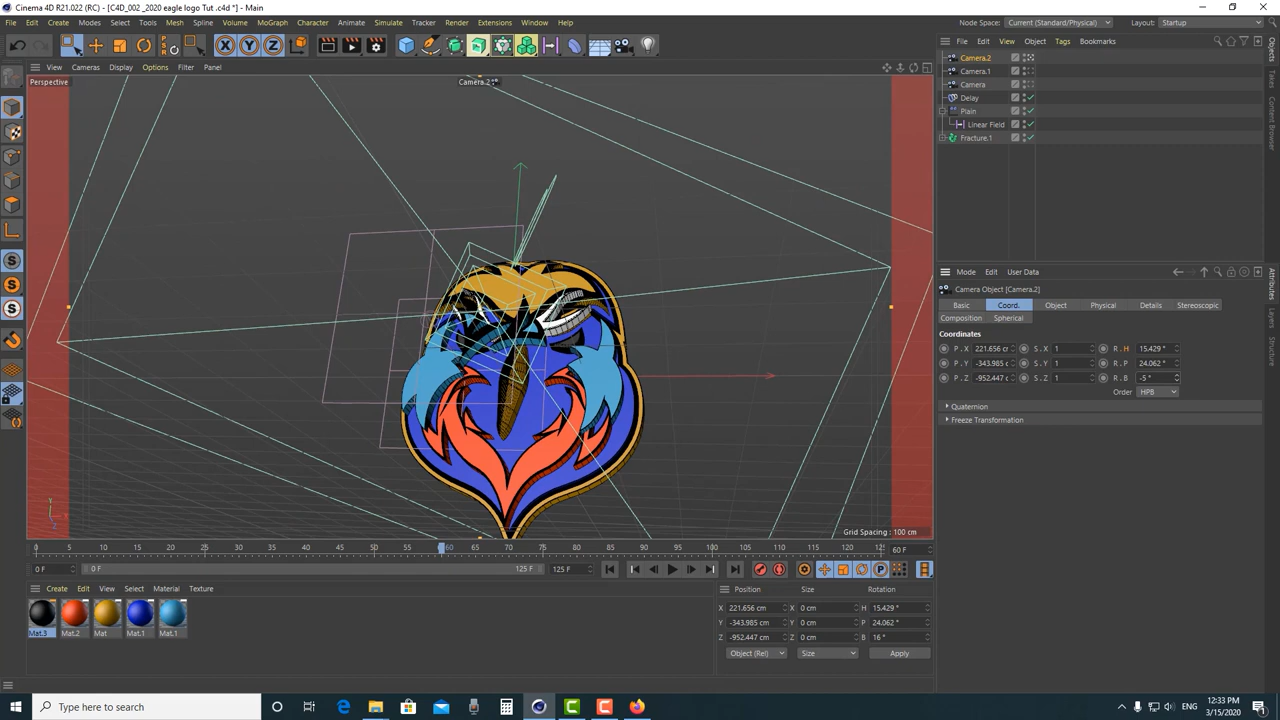 Cinema 4D R21.022 (RC) - [C4D_002 _2020 eagle logo Tut .c4d *] - Main
File Edit Create Modes Select Tools Mesh Spline Volume MoGraph Character Animate Simulate Tracker Render Extensions Window Help
Node Space: Current (Standard/Physical) Layout: Startup
PSR X Y Z
File Edit View Object Tags Bookmarks
View Cameras Display Options Filter Panel
Perspective
Camera.2
Camera.2
Camera.1
Camera
Delay
Plain
Linear Field
Fracture.1
Objects
Takes
Content Browser
Mode Edit User Data
Camera Object [Camera.2]
Basic Coord. Object Physical Details Stereoscopic
Composition Spherical
Coordinates
P . X 221.656 c S . X 1 R . H 15.429 °
P . Y -343.985 c S . Y 1 R . P 24.062 °
P . Z -952.447 c S . Z 1 R . B -5 °
Order HPB
Quaternion
Freeze Transformation
Attributes
Layers
Structure
S
S
S
Y
X
Z
Grid Spacing : 100 cm
0 5 10 15 20 25 30 35 40 45 50 55 60 65 70 75 80 85 90 95 100 105 110 115 120 125
60 F
0 F 0 F 125 F 125 F
P
Create Edit View Select Material Texture
Mat.3 Mat.2 Mat Mat.1 Mat.1
Position Size Rotation
X 221.656 cm X 0 cm H 15.429 °
Y -343.985 cm Y 0 cm P 24.062 °
Z -952.447 cm Z 0 cm B 16 °
Object (Rel) Size Apply
Type here to search
ENG
12:33 PM
3/15/2020